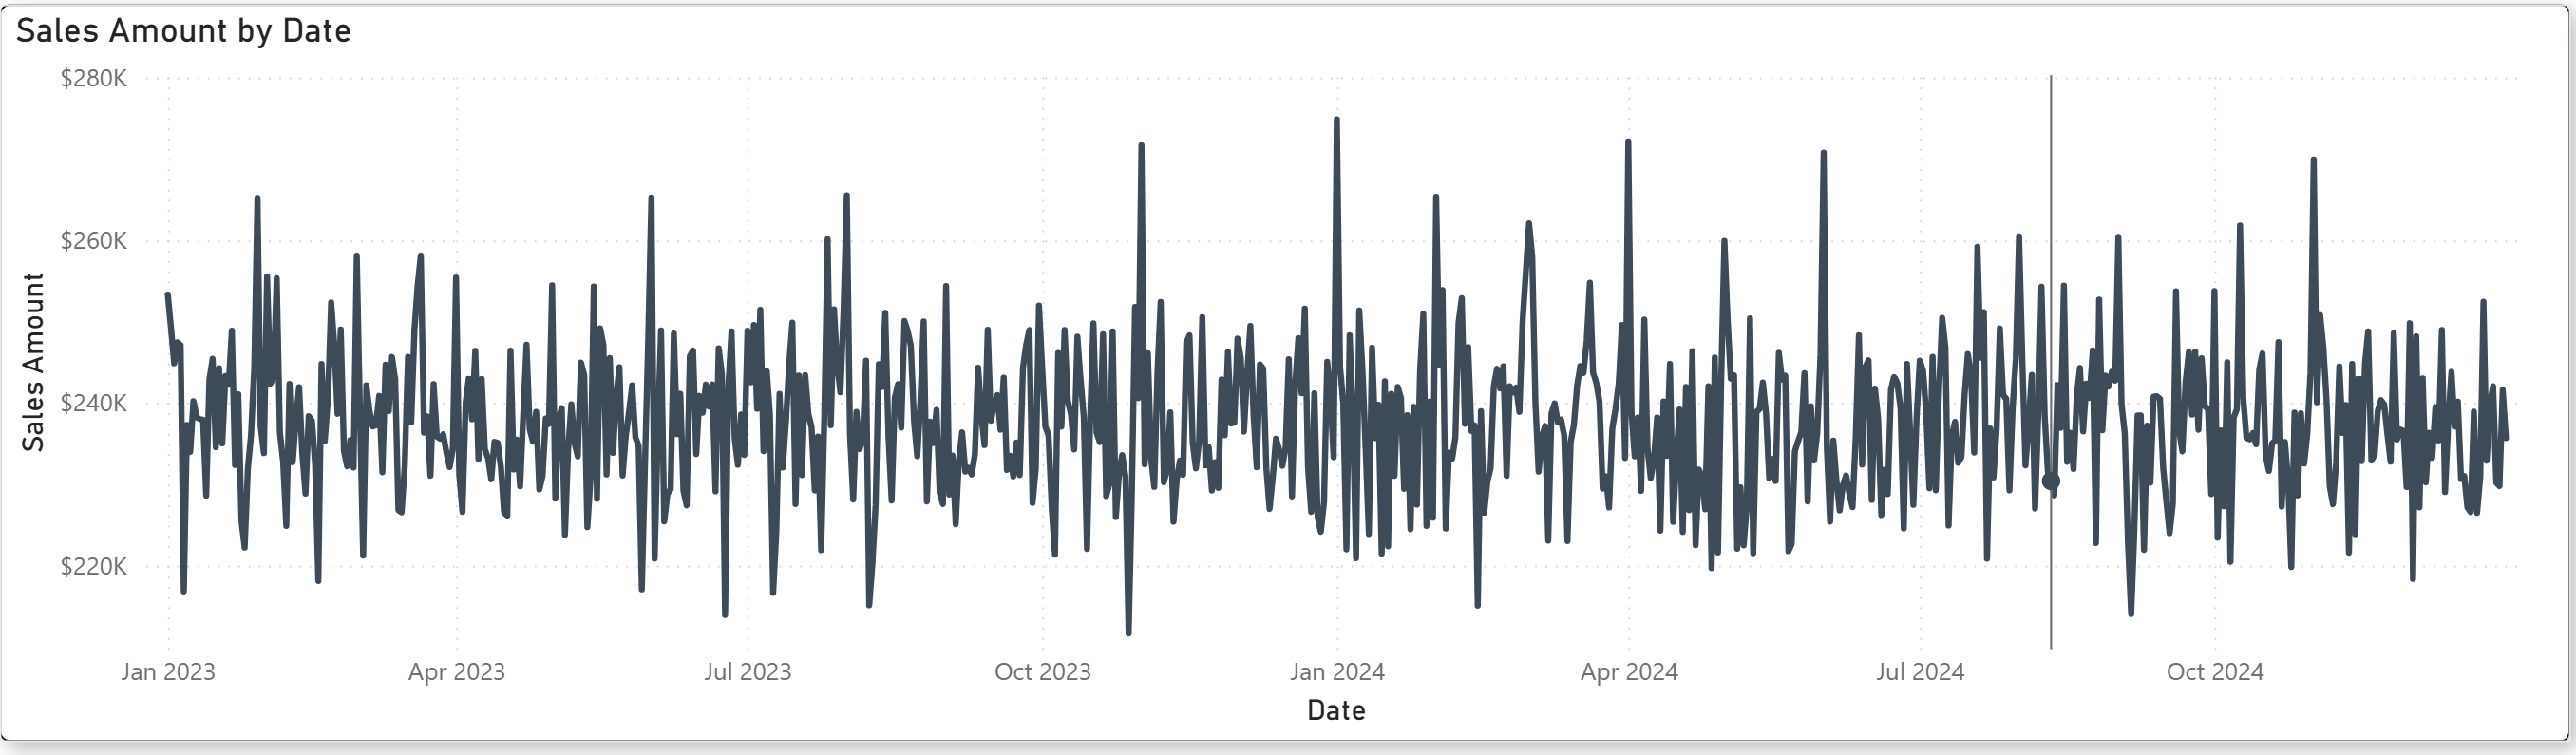 Sales Amount by Date
$280K
$260K
$240K
$220K
Sales Amount
Jan 2023 Apr 2023 Jul 2023 Oct 2023 Jan 2024 Apr 2024 Jul 2024 Oct 2024
Date